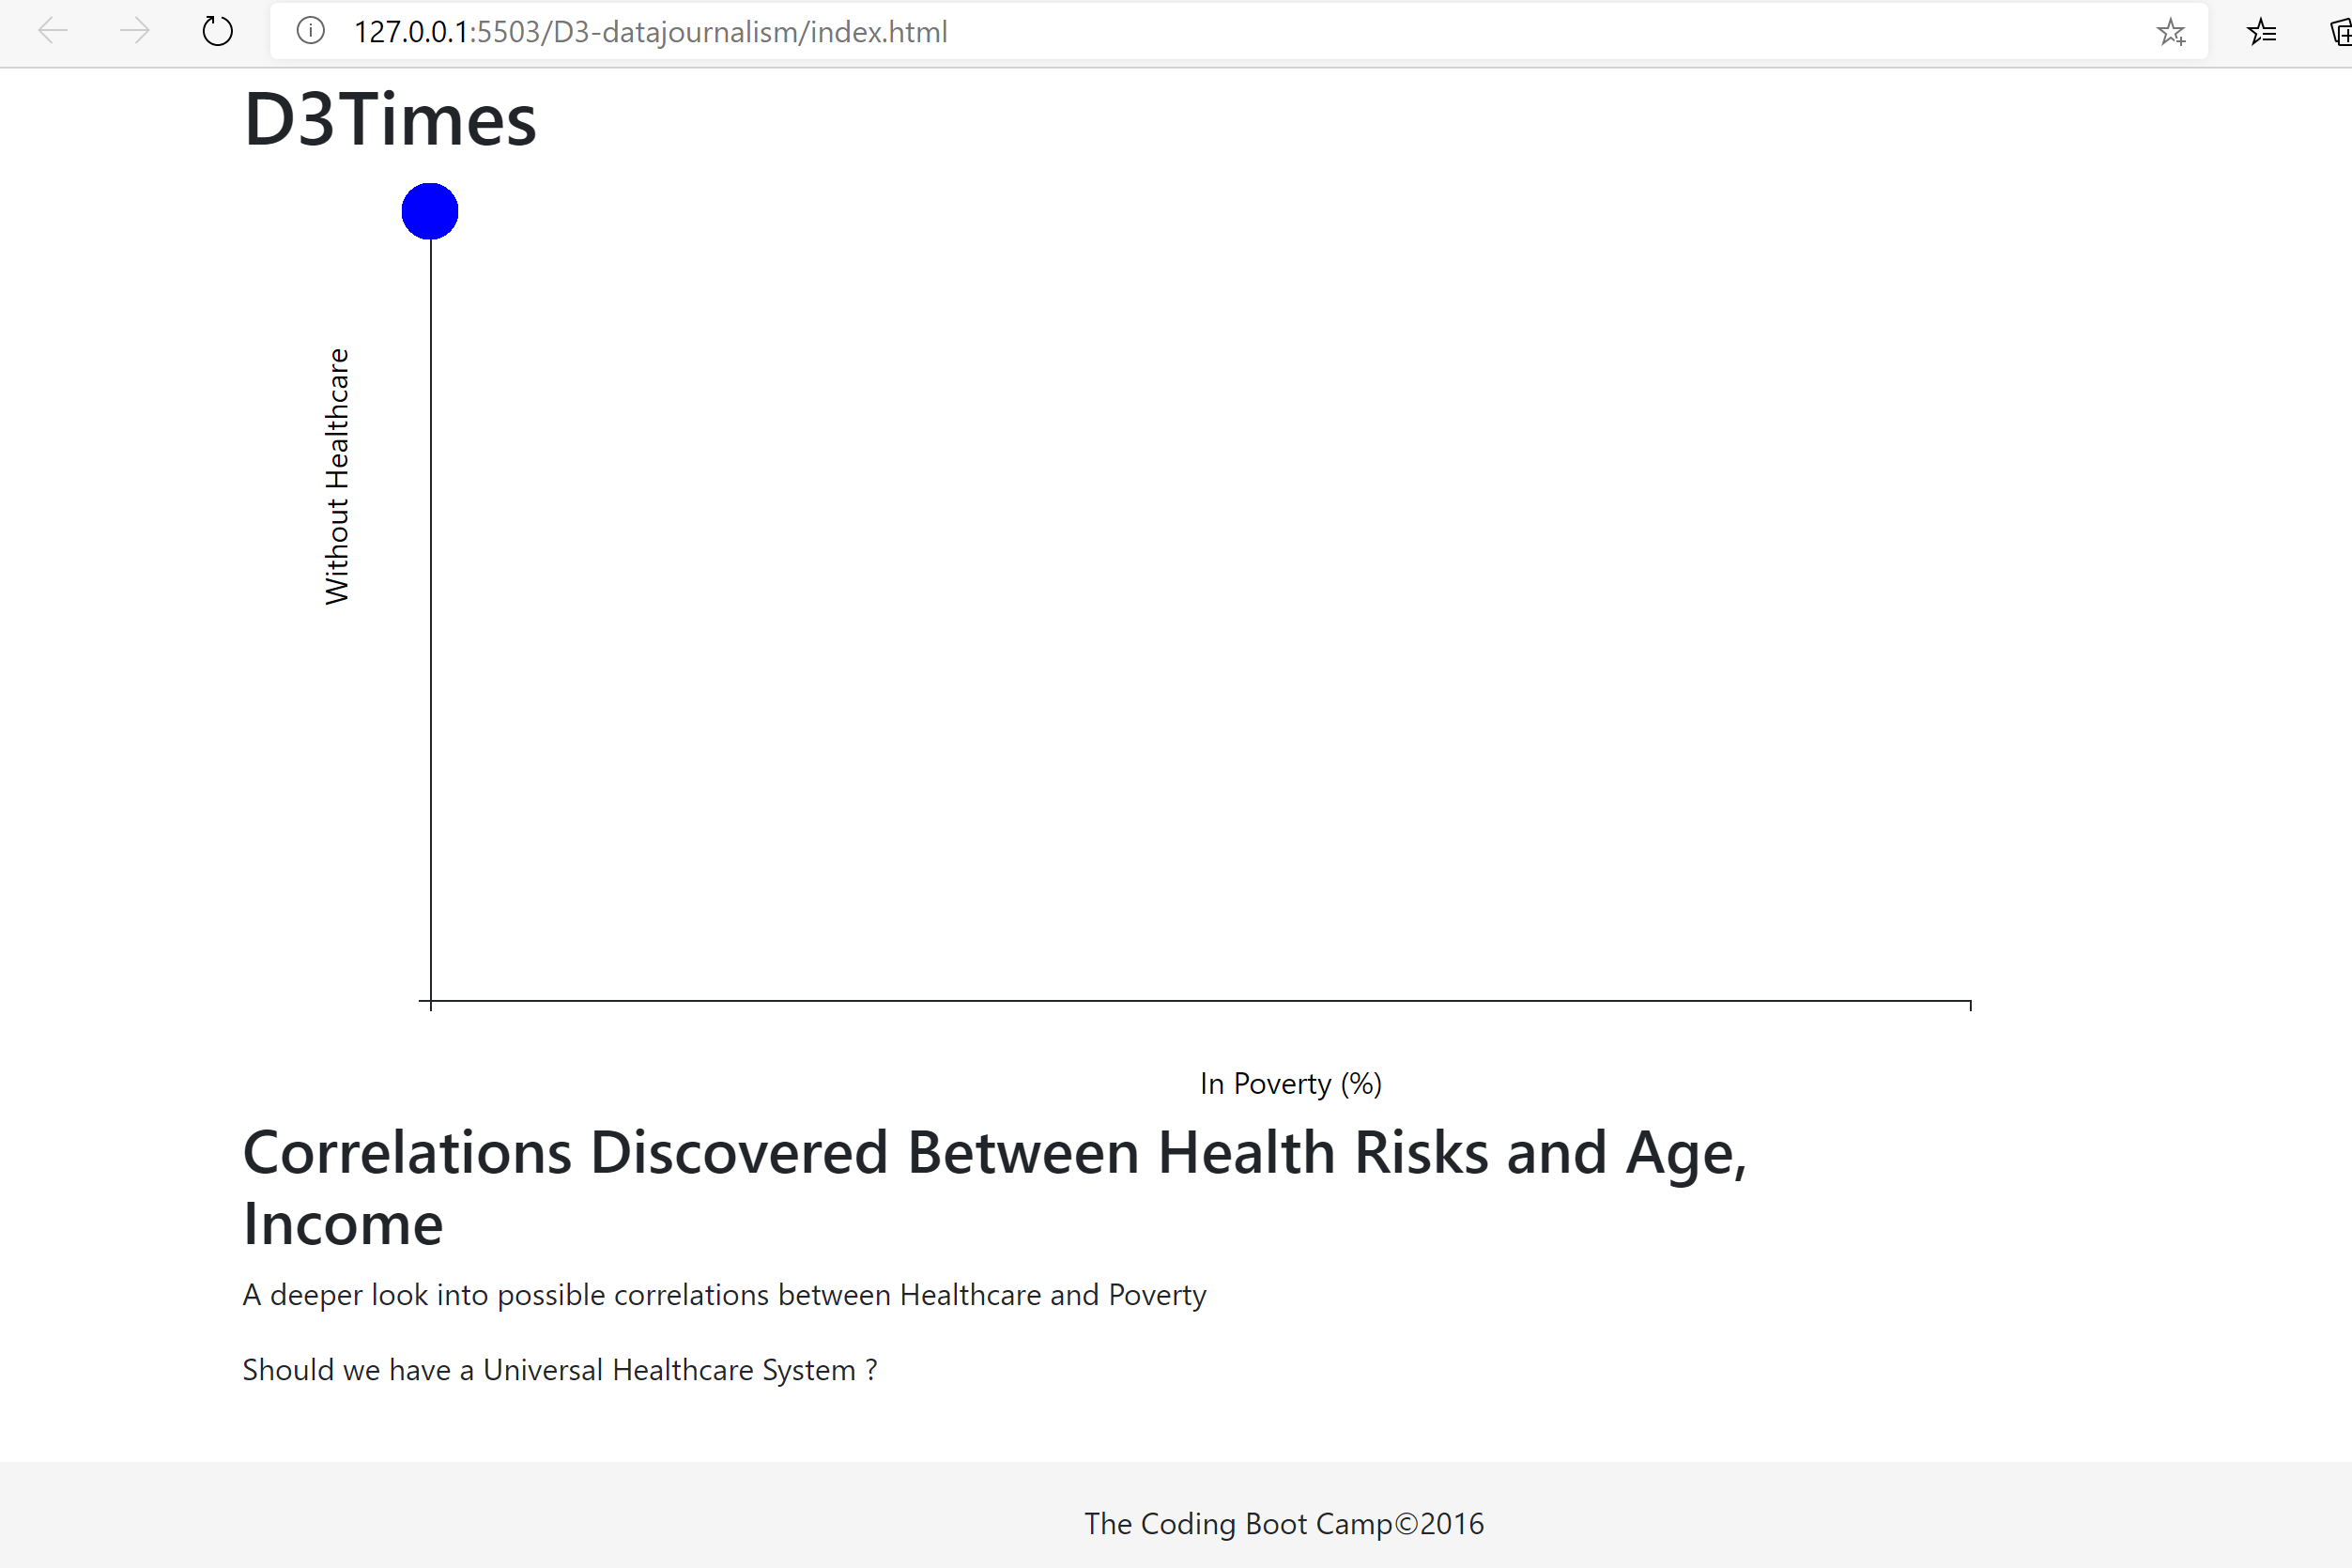 127.0.0.1:5503/D3-datajournalism/index.html
D3Times
Without Healthcare
In Poverty (%)
Correlations Discovered Between Health Risks and Age,
Income
A deeper look into possible correlations between Healthcare and Poverty
Should we have a Universal Healthcare System ?
The Coding Boot Camp©2016